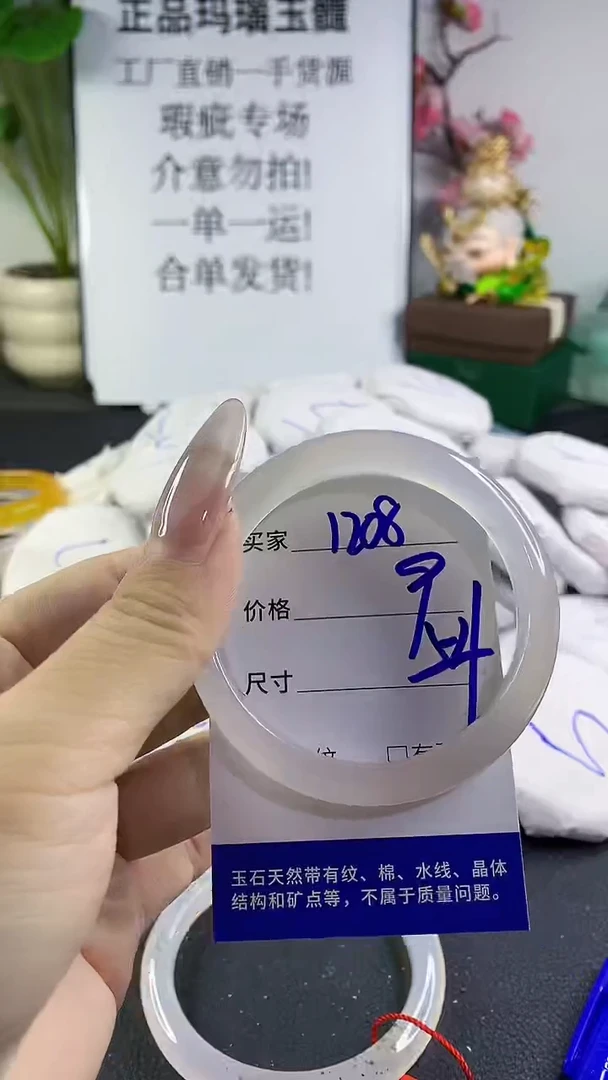 正品玛瑙玉髓
工厂直销一手货源
瑕疵专场
介意勿拍!
一单一运!
合单发货!
买家 1208
价格
尺寸
纹 口有
玉石天然带有纹、棉、水线、晶体
结构和矿点等，不属于质量问题。